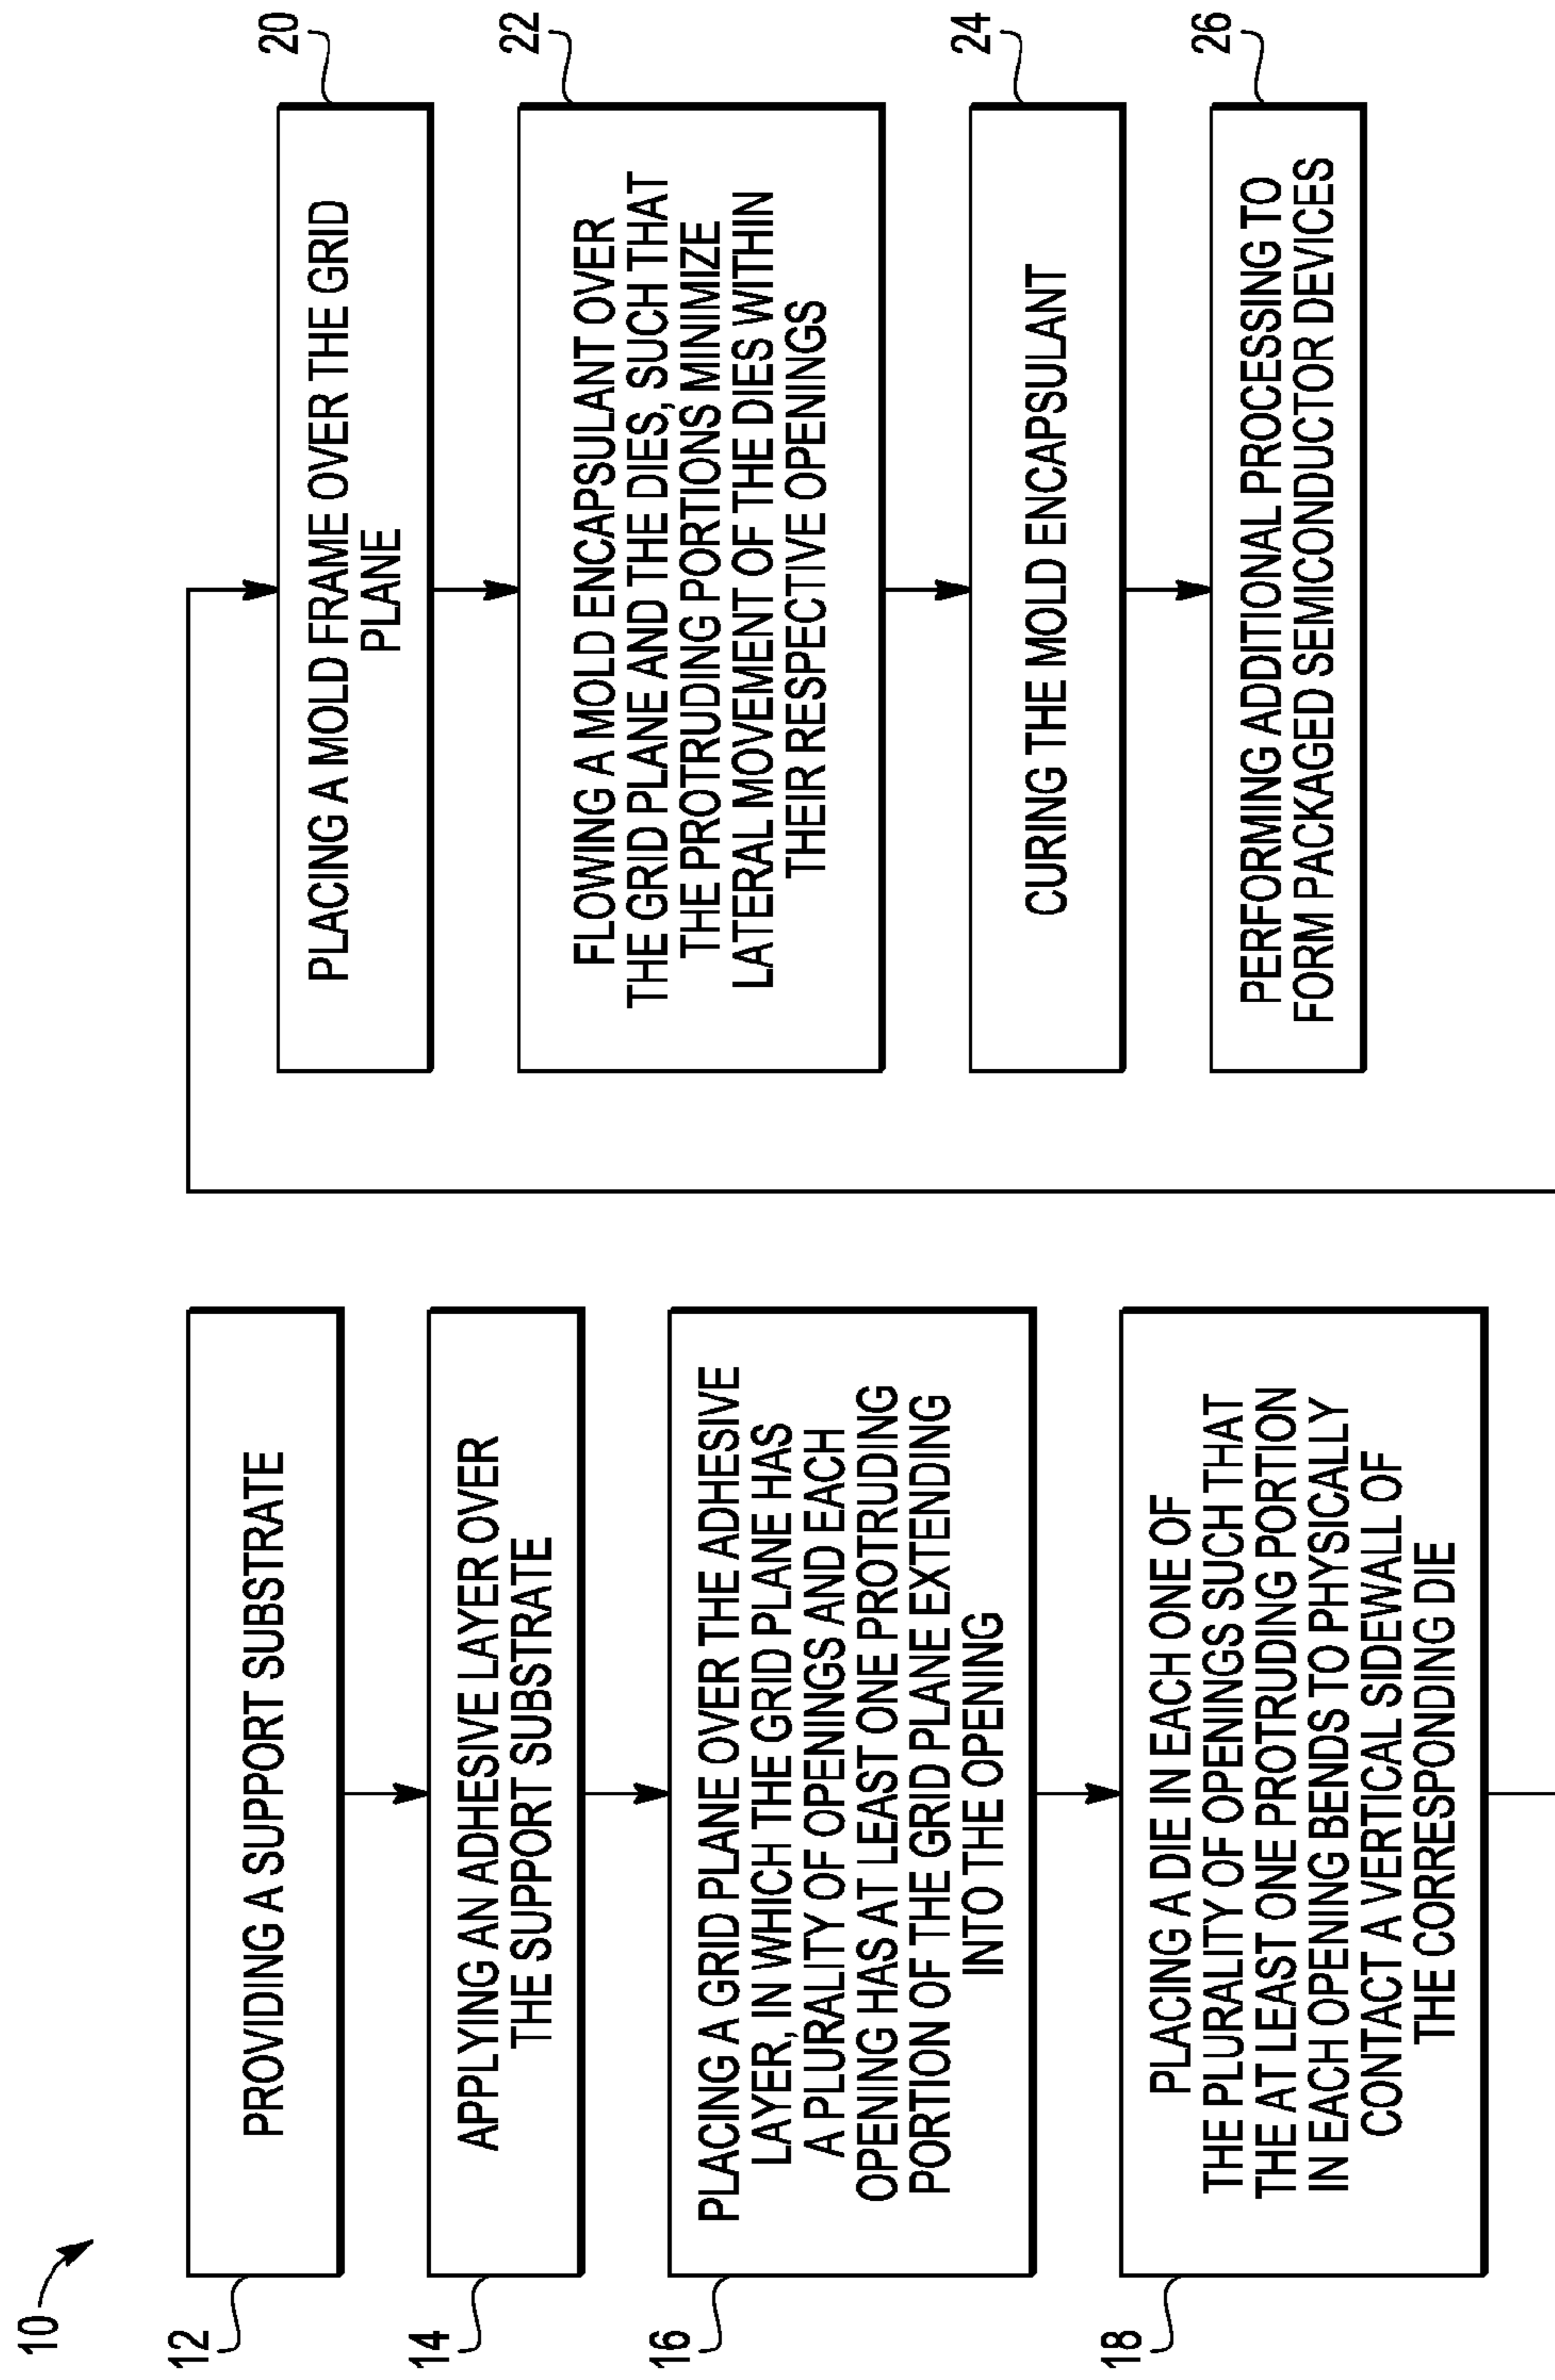 10
12
PROVIDING A SUPPORT SUBSTRATE
14
APPLYING AN ADHESIVE LAYER OVER
THE SUPPORT SUBSTRATE
16
PLACING A GRID PLANE OVER THE ADHESIVE
LAYER, IN WHICH THE GRID PLANE HAS
A PLURALITY OF OPENINGS AND EACH
OPENING HAS AT LEAST ONE PROTRUDING
PORTION OF THE GRID PLANE EXTENDING
INTO THE OPENING
18
PLACING A DIE IN EACH ONE OF
THE PLURALITY OF OPENINGS SUCH THAT
THE AT LEAST ONE PROTRUDING PORTION
IN EACH OPENING BENDS TO PHYSICALLY
CONTACT A VERTICAL SIDEWALL OF
THE CORRESPONDING DIE
20
PLACING A MOLD FRAME OVER THE GRID
PLANE
22
FLOWING A MOLD ENCAPSULANT OVER
THE GRID PLANE AND THE DIES, SUCH THAT
THE PROTRUDING PORTIONS MINIMIZE
LATERAL MOVEMENT OF THE DIES WITHIN
THEIR RESPECTIVE OPENINGS
24
CURING THE MOLD ENCAPSULANT
26
PERFORMING ADDITIONAL PROCESSING TO
FORM PACKAGED SEMICONDUCTOR DEVICES